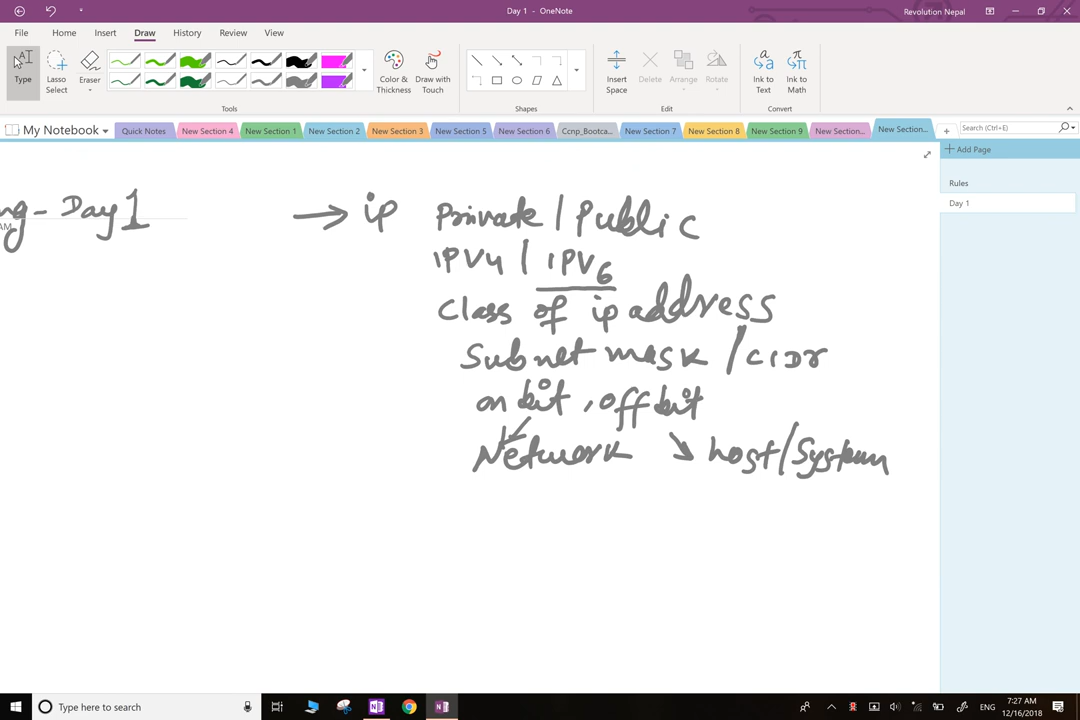 Day 1 - OneNote
Revolution Nepal
File Home Insert Draw History Review View
Type
Lasso Select
Eraser
Color & Thickness
Draw with Touch
Insert Space
Delete
Arrange
Rotate
Ink to Text
Ink to Math
Tools
Shapes
Edit
Convert
My Notebook
Quick Notes New Section 4 New Section 1 New Section 2 New Section 3 New Section 5 New Section 6 Ccnp_Bootca... New Section 7 New Section 8 New Section 9 New Section... New Section... +
Search (Ctrl+E)
+ Add Page
Rules
Day 1
ng - Day 1
AM
→ ip Private / Public
IPV4 / IPV6
Class of ip address
Subnet mask / CIDr
on bit, off bit
Network ↘ host/System
Type here to search
ENG
7:27 AM
12/16/2018